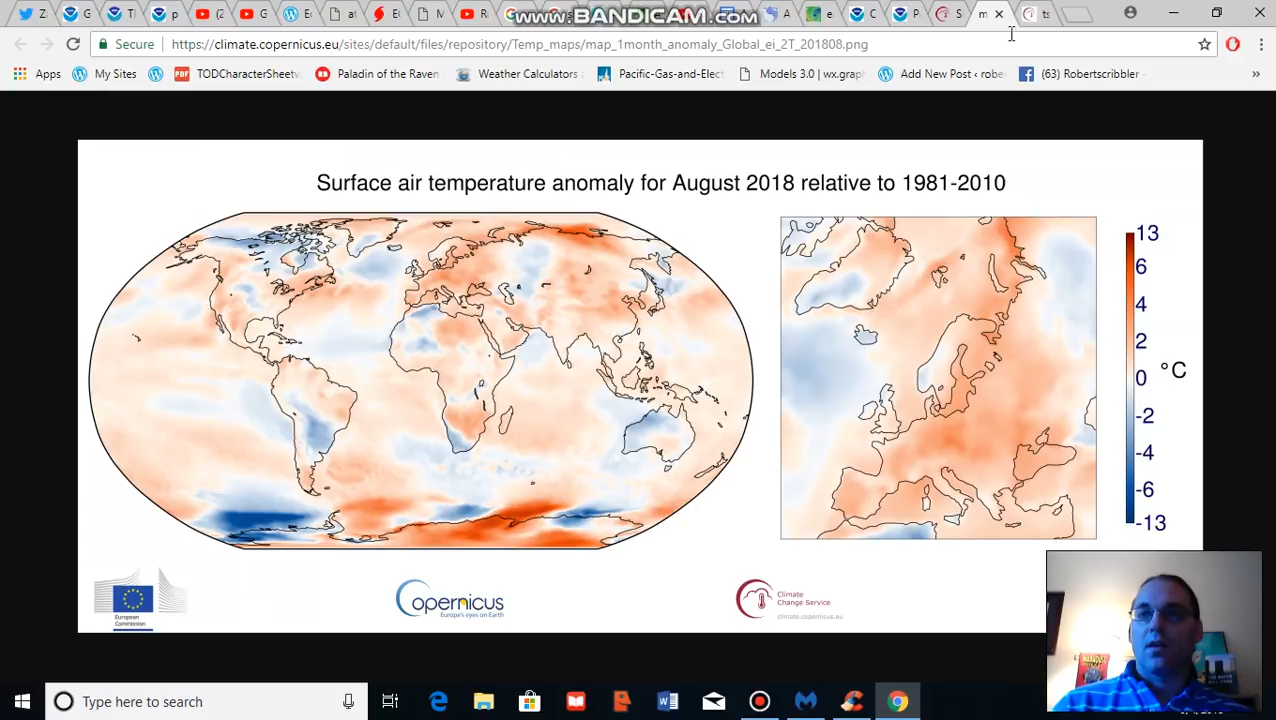 www.BANDICAM.com
Secure https://climate.copernicus.eu/sites/default/files/repository/Temp_maps/map_1month_anomaly_Global_ei_2T_201808.png
Apps My Sites TODCharacterSheetv Paladin of the Raven Weather Calculators Pacific-Gas-and-Elect Models 3.0 | wx.grap Add New Post ‹ robe (63) Robertscribbler
Surface air temperature anomaly for August 2018 relative to 1981-2010
13
6
4
2
0
-2
-4
-6
-13
°C
European
Commission
opernicus
Europe's eyes on Earth
Climate
Change Service
climate.copernicus.eu
Type here to search